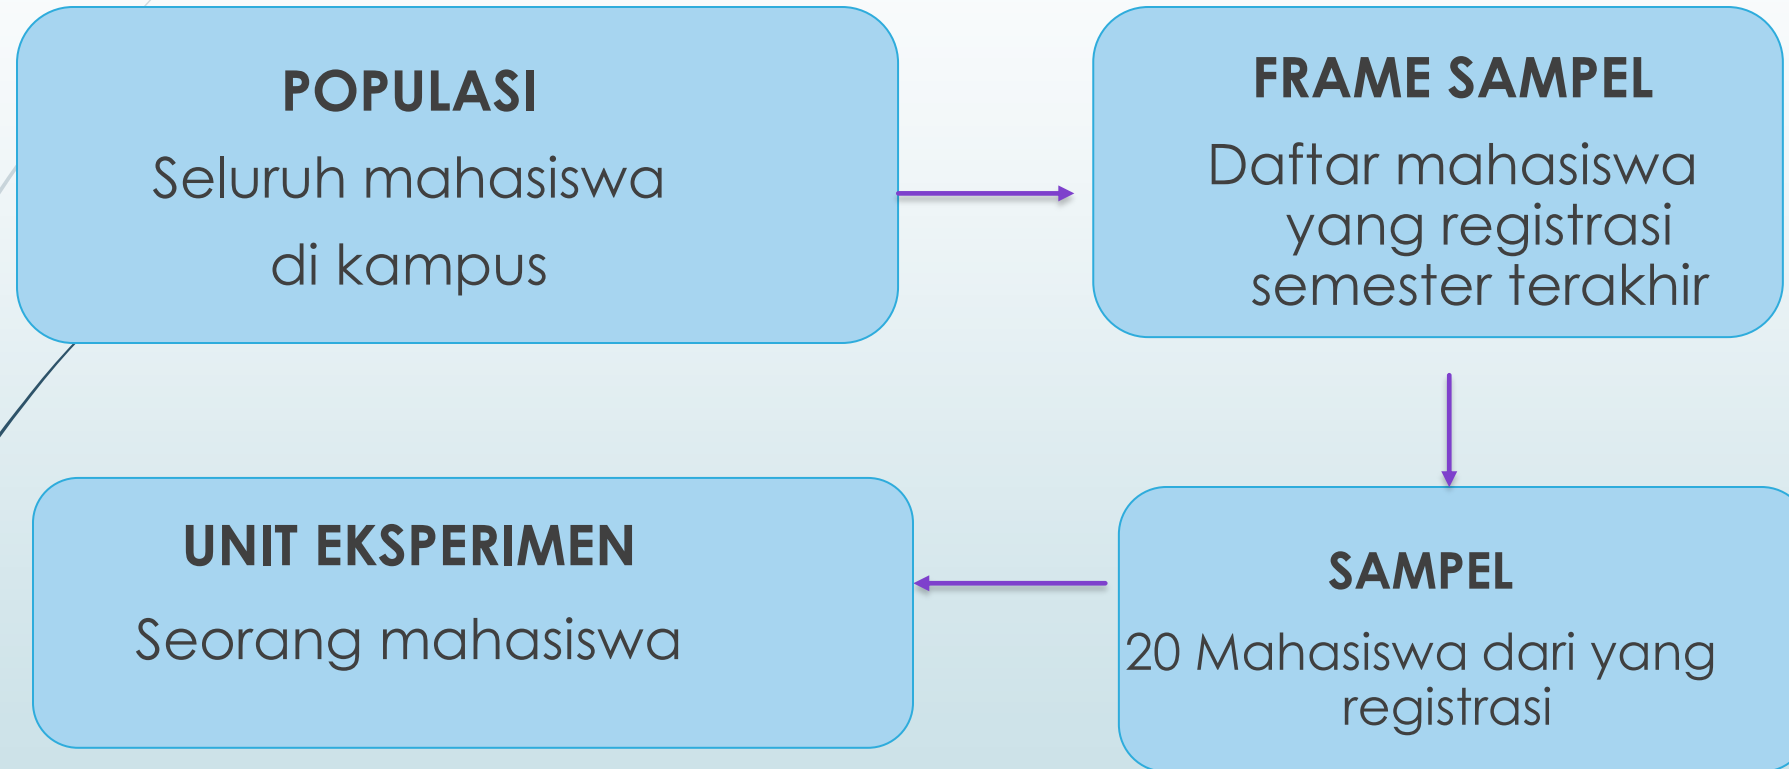 POPULASI
Seluruh mahasiswa
di kampus
FRAME SAMPEL
Daftar mahasiswa
yang registrasi
semester terakhir
SAMPEL
20 Mahasiswa dari yang
registrasi
UNIT EKSPERIMEN
Seorang mahasiswa